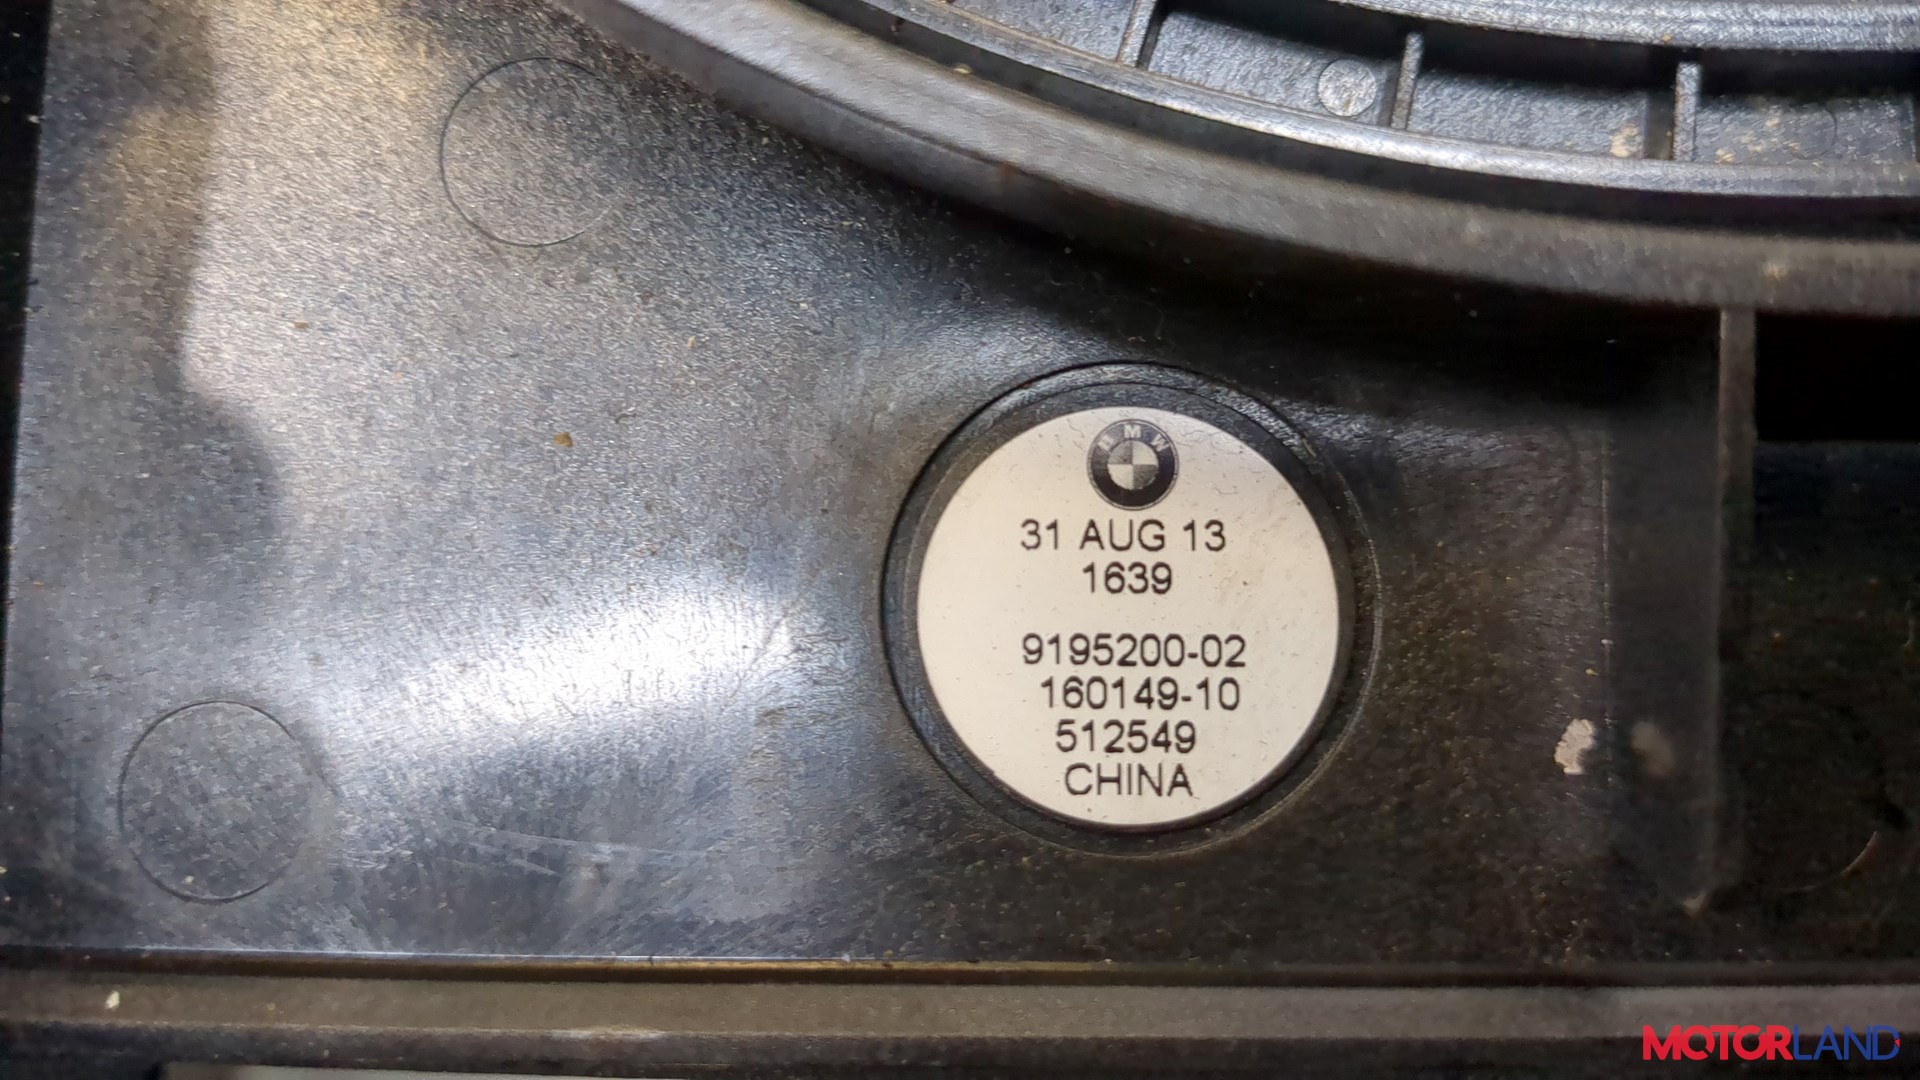 BMW
31 AUG 13
1639
9195200-02
160149-10
512549
CHINA
MOTORLAND